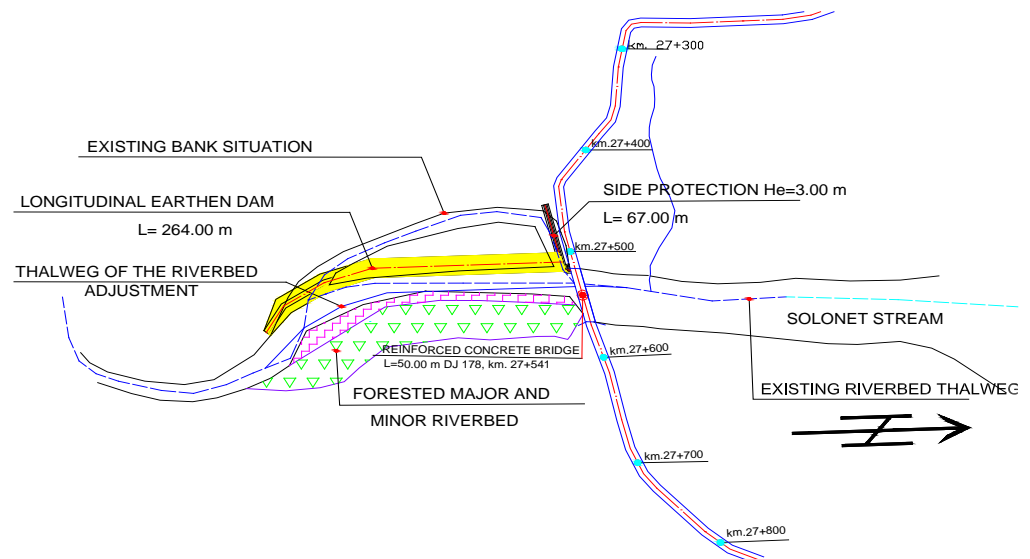 km. 27+300
km.27+400
EXISTING BANK SITUATION
SIDE PROTECTION He=3.00 m
L= 67.00 m
LONGITUDINAL EARTHEN DAM
L= 264.00 m
km.27+500
THALWEG OF THE RIVERBED
ADJUSTMENT
SOLONET STREAM
REINFORCED CONCRETE BRIDGE
L=50.00 m DJ 178, km. 27+541
km.27+600
FORESTED MAJOR AND
MINOR RIVERBED
EXISTING RIVERBED THALWEG
km.27+700
km.27+800